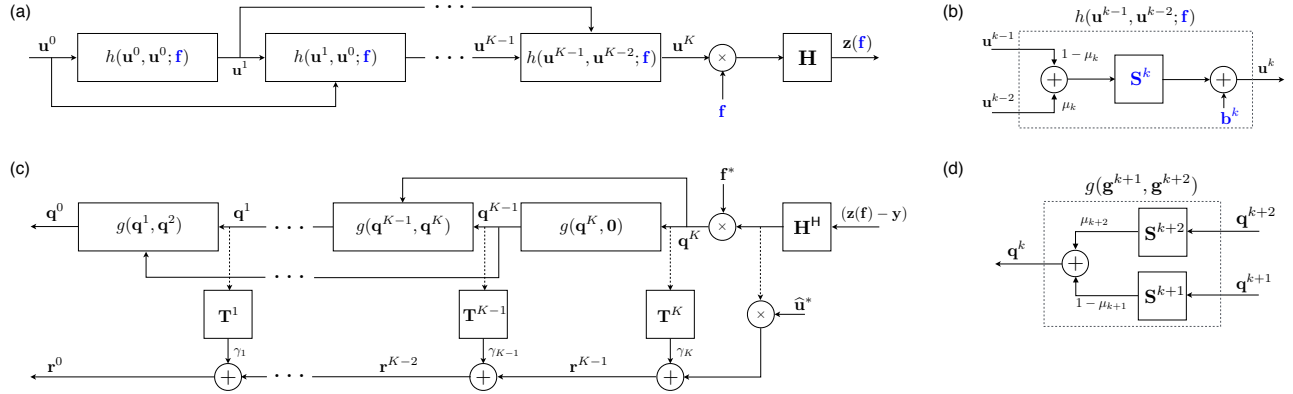 (a)
u^0
h(u^0, u^0; f)
u^1
h(u^1, u^0; f)
· · ·
· · ·
u^{K−1}
h(u^{K−1}, u^{K−2}; f)
u^K
×
f
H
z(f)
(b)
h(u^{k−1}, u^{k−2}; f)
u^{k−1}
1 − μ_k
u^{k−2}
μ_k
+
S^k
+
b^k
u^k
(c)
q^0
g(q^1, q^2)
q^1
· · ·
· · ·
g(q^{K−1}, q^K)
q^{K−1}
g(q^K, 0)
q^K
f*
×
H^H
(z(f) − y)
T^1
T^{K−1}
T^K
×
û*
γ_1
γ_{K−1}
γ_K
r^0
+
· · ·
r^{K−2}
+
r^{K−1}
+
(d)
g(g^{k+1}, g^{k+2})
μ_{k+2}
S^{k+2}
q^{k+2}
q^k
+
1 − μ_{k+1}
S^{k+1}
q^{k+1}